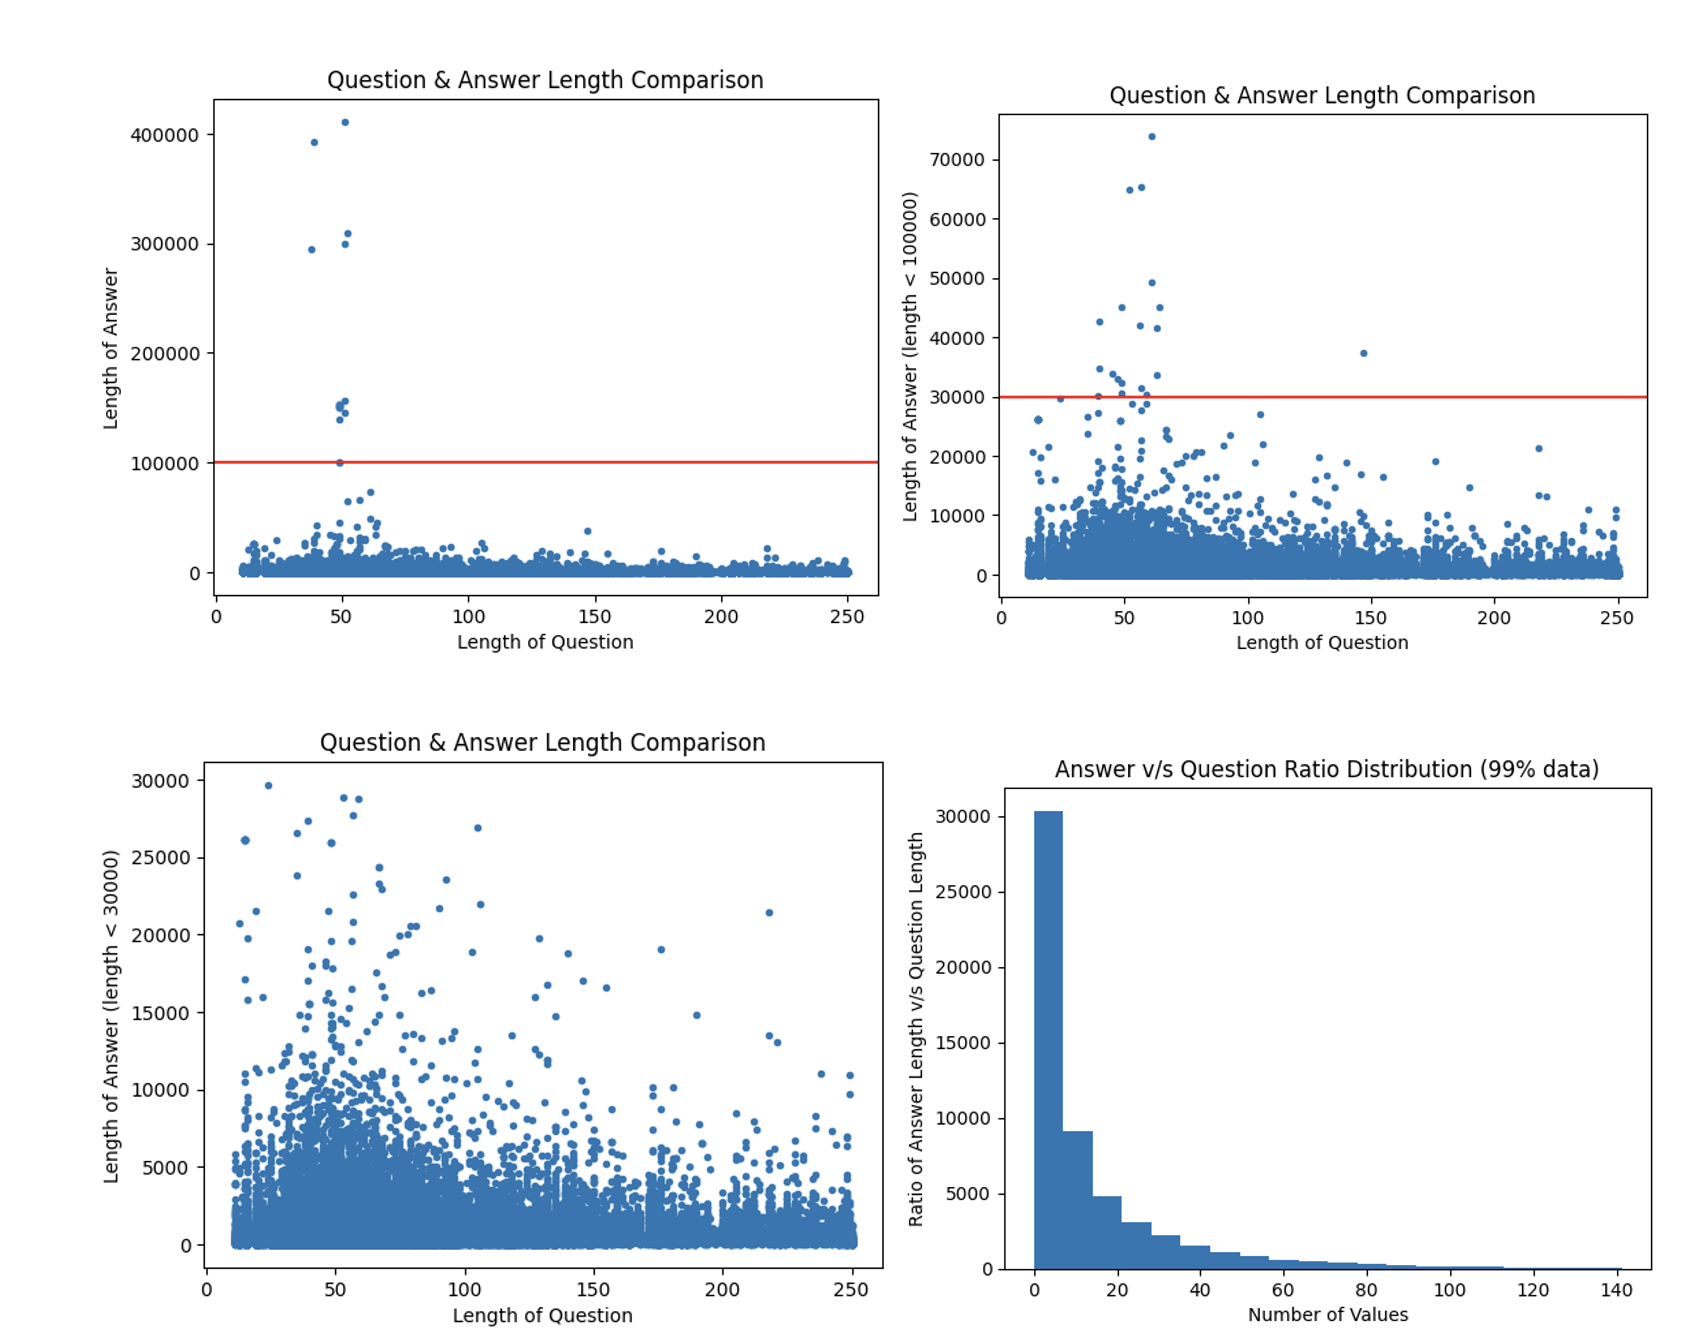 Question & Answer Length Comparison
400000
300000
200000
100000
0
Length of Answer
0 50 100 150 200 250
Length of Question
Question & Answer Length Comparison
70000
60000
50000
40000
30000
20000
10000
0
Length of Answer (length < 100000)
0 50 100 150 200 250
Length of Question
Question & Answer Length Comparison
30000
25000
20000
15000
10000
5000
0
Length of Answer (length < 30000)
0 50 100 150 200 250
Length of Question
Answer v/s Question Ratio Distribution (99% data)
30000
25000
20000
15000
10000
5000
0
Ratio of Answer Length v/s Question Length
0 20 40 60 80 100 120 140
Number of Values